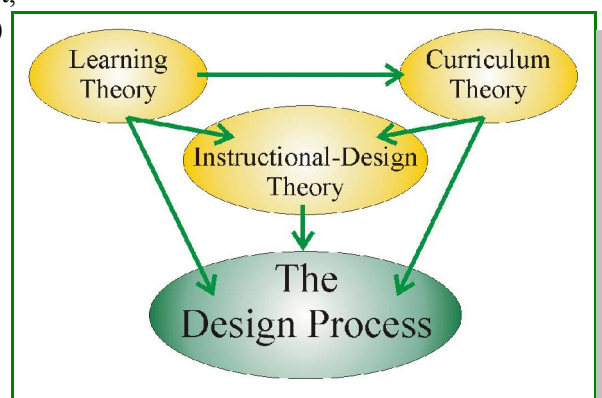 Learning
Theory
Curriculum
Theory
Instructional-Design
Theory
The
Design Process